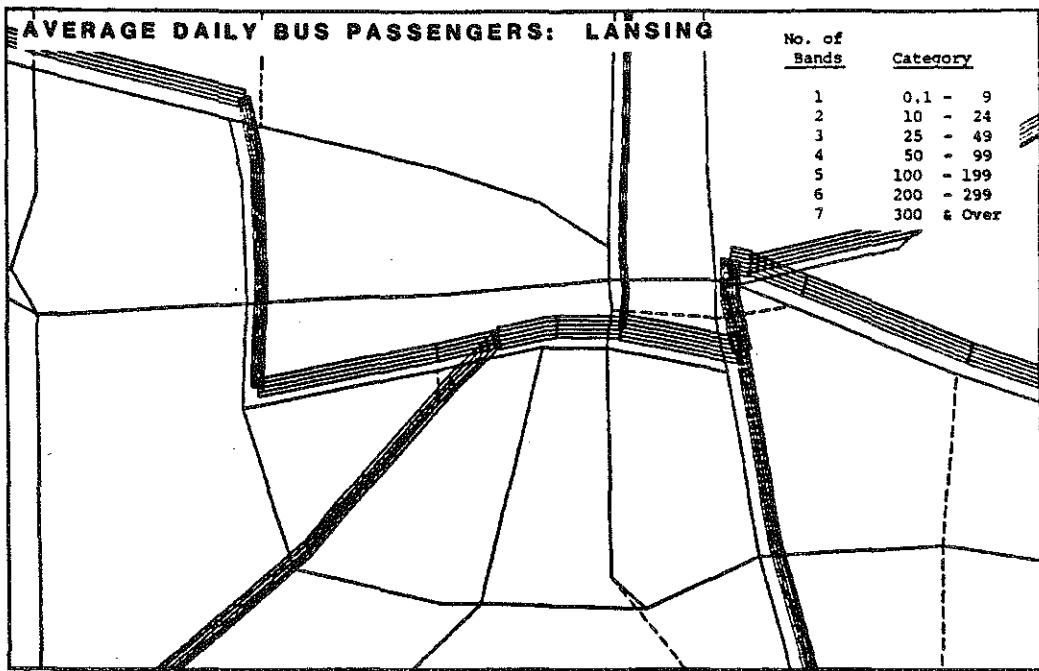 AVERAGE DAILY BUS PASSENGERS: LANSING
No. of Bands Category
1 0.1 - 9
2 10 - 24
3 25 - 49
4 50 - 99
5 100 - 199
6 200 - 299
7 300 & Over